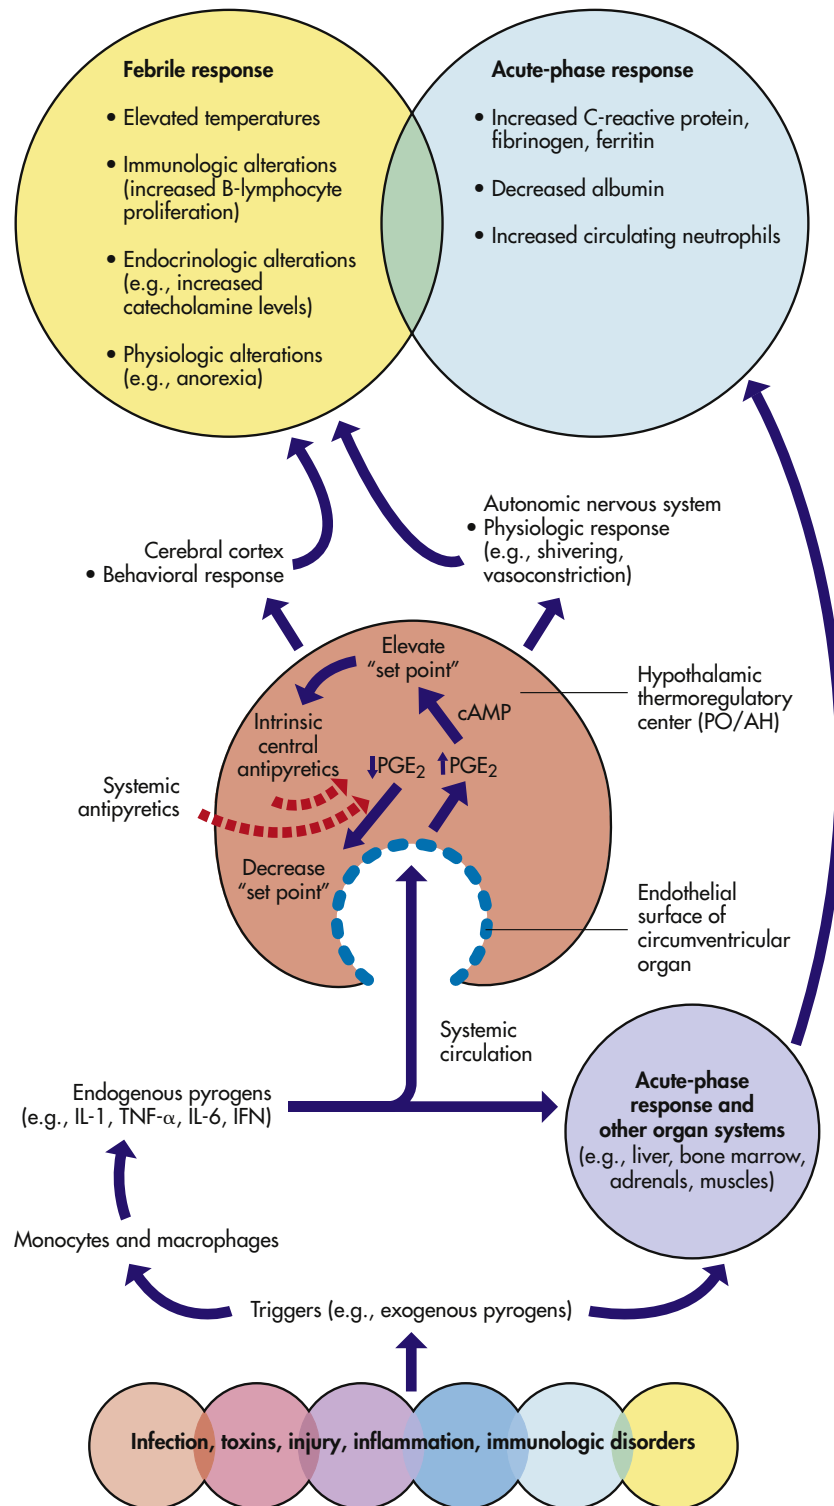 Febrile response
• Elevated temperatures
• Immunologic alterations
(increased B-lymphocyte
proliferation)
• Endocrinologic alterations
(e.g., increased
catecholamine levels)
• Physiologic alterations
(e.g., anorexia)
Acute-phase response
• Increased C-reactive protein,
fibrinogen, ferritin
• Decreased albumin
• Increased circulating neutrophils
Cerebral cortex
• Behavioral response
Autonomic nervous system
• Physiologic response
(e.g., shivering,
vasoconstriction)
Elevate
“set point”
cAMP
Intrinsic
central
antipyretics
↓PGE₂
↑PGE₂
Hypothalamic
thermoregulatory
center (PO/AH)
Systemic
antipyretics
Decrease
“set point”
Endothelial
surface of
circumventricular
organ
Systemic
circulation
Endogenous pyrogens
(e.g., IL-1, TNF-α, IL-6, IFN)
Acute-phase
response and
other organ systems
(e.g., liver, bone marrow,
adrenals, muscles)
Monocytes and macrophages
Triggers (e.g., exogenous pyrogens)
Infection, toxins, injury, inflammation, immunologic disorders